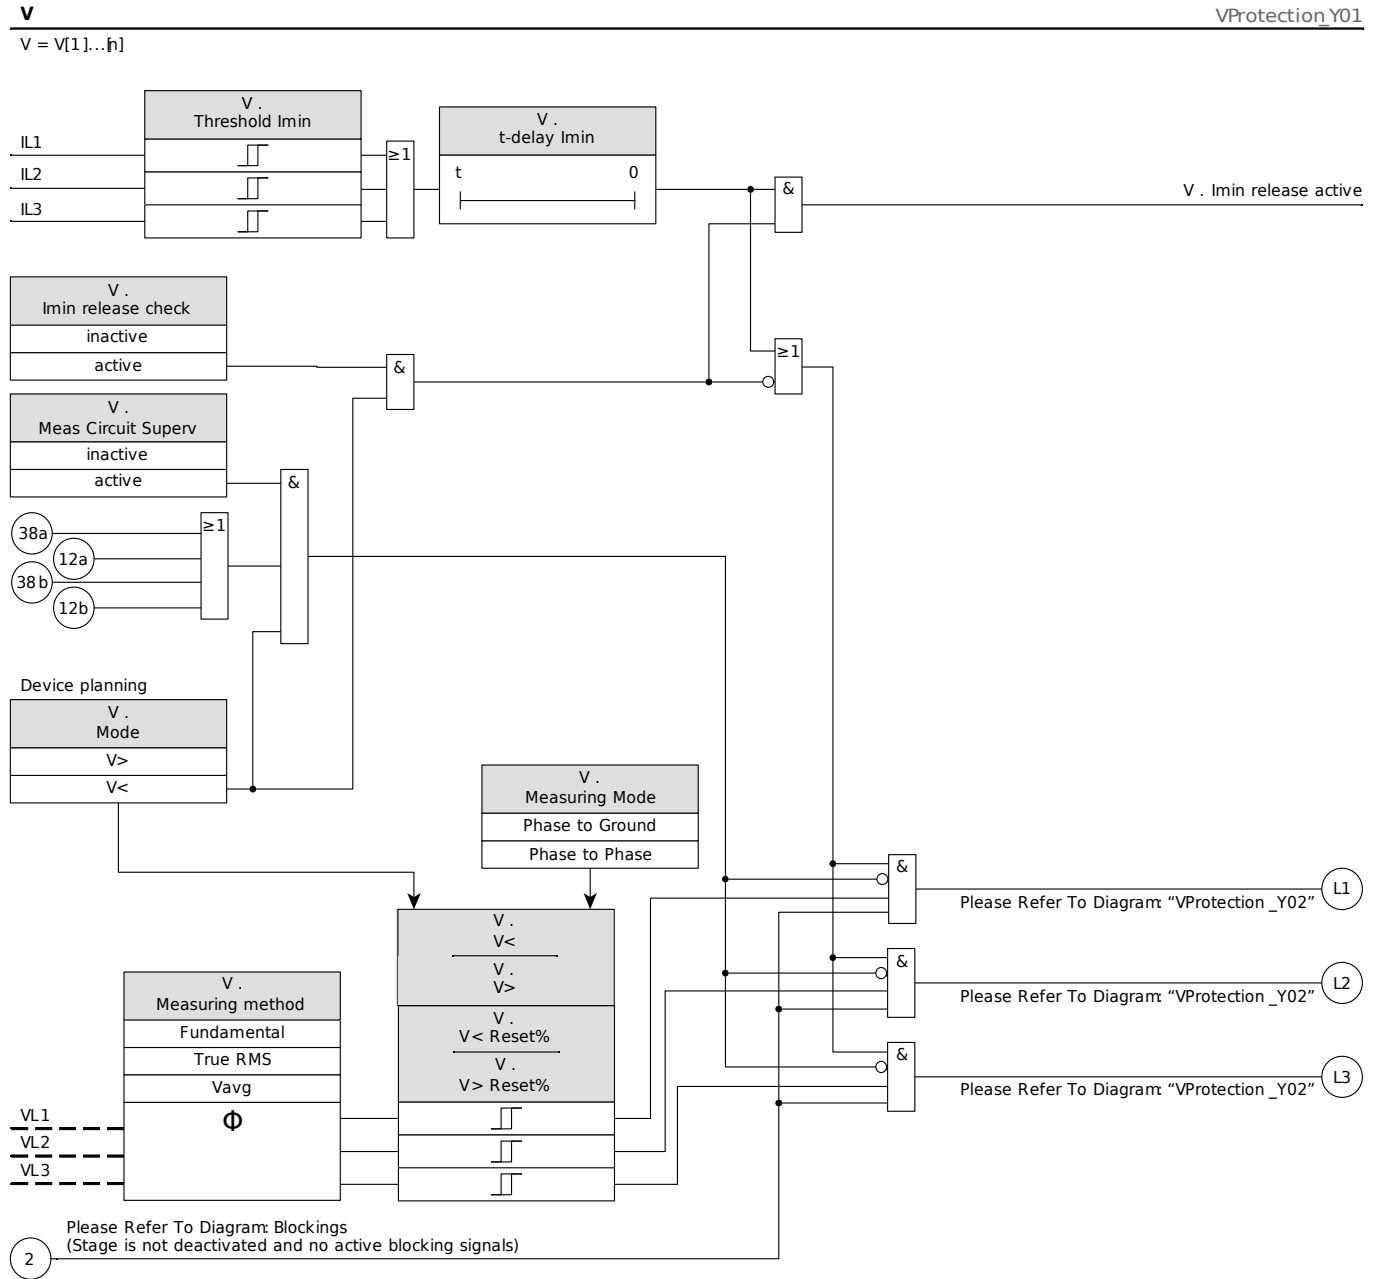 V
VProtection_Y01
V = V[1]...[n]
V .
Threshold Imin
IL1
IL2
IL3
≥1
V .
t-delay Imin
t 0
&
V . Imin release active
V .
Imin release check
inactive
active
&
≥1
V .
Meas Circuit Superv
inactive
active
&
38a
12a
38b
12b
≥1
Device planning
V .
Mode
V>
V<
V .
Measuring Mode
Phase to Ground
Phase to Phase
V .
V<
V .
V>
V .
V< Reset%
V .
V> Reset%
V .
Measuring method
Fundamental
True RMS
Vavg
Φ
VL1
VL2
VL3
&
L1
Please Refer To Diagram: “VProtection _Y02”
&
L2
Please Refer To Diagram: “VProtection _Y02”
&
L3
Please Refer To Diagram: “VProtection _Y02”
Please Refer To Diagram: Blockings
(Stage is not deactivated and no active blocking signals)
2